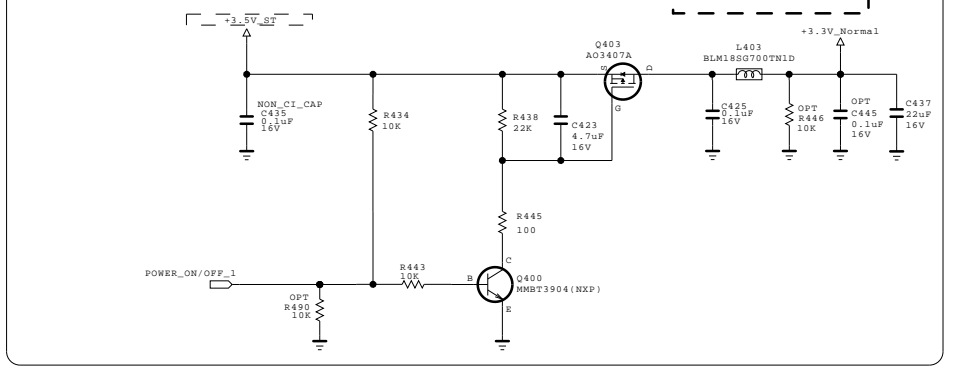 +3.5V_ST
+3.3V_Normal
Q403
AO3407A
L403
BLM18SG700TN1D
S
D
G
NON_CI_CAP
C435
0.1uF
16V
R434
10K
R438
22K
C423
4.7uF
16V
C425
0.1uF
16V
OPT
R446
10K
OPT
C445
0.1uF
16V
C437
22uF
16V
R445
100
POWER_ON/OFF_1
R443
10K
B
C
E
Q400
MMBT3904(NXP)
OPT
R490
10K